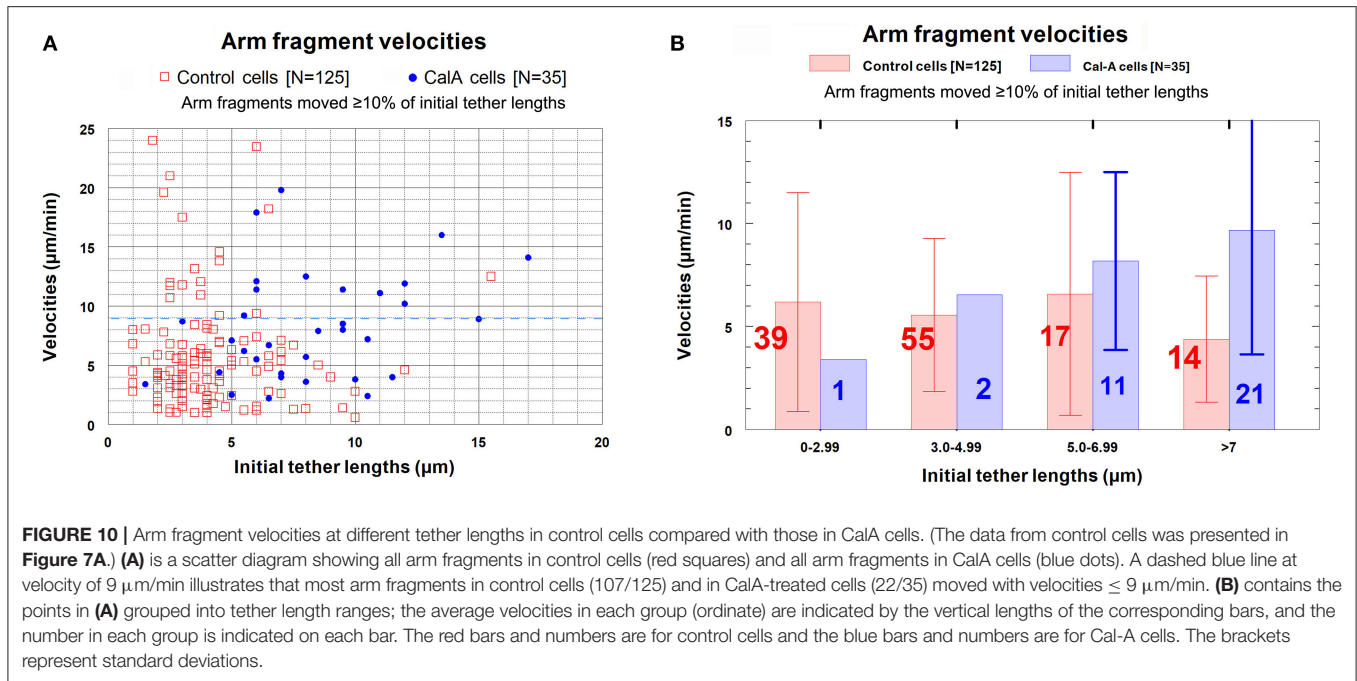 A
Arm fragment velocities
Control cells [N=125] CalA cells [N=35]
Arm fragments moved ≥10% of initial tether lengths
25
20
15
10
5
0
Velocities (µm/min)
0 5 10 15 20
Initial tether lengths (µm)
B
Arm fragment velocities
Control cells [N=125] Cal-A cells [N=35]
Arm fragments moved ≥10% of initial tether lengths
15
10
5
0
Velocities (µm/min)
39 1 55 2 17 11 14 21
0-2.99 3.0-4.99 5.0-6.99 >7
Initial tether lengths (µm)
FIGURE 10 | Arm fragment velocities at different tether lengths in control cells compared with those in CalA cells. (The data from control cells was presented in
Figure 7A.) (A) is a scatter diagram showing all arm fragments in control cells (red squares) and all arm fragments in CalA cells (blue dots). A dashed blue line at
velocity of 9 µm/min illustrates that most arm fragments in control cells (107/125) and in CalA-treated cells (22/35) moved with velocities ≤ 9 µm/min. (B) contains the
points in (A) grouped into tether length ranges; the average velocities in each group (ordinate) are indicated by the vertical lengths of the corresponding bars, and the
number in each group is indicated on each bar. The red bars and numbers are for control cells and the blue bars and numbers are for Cal-A cells. The brackets
represent standard deviations.